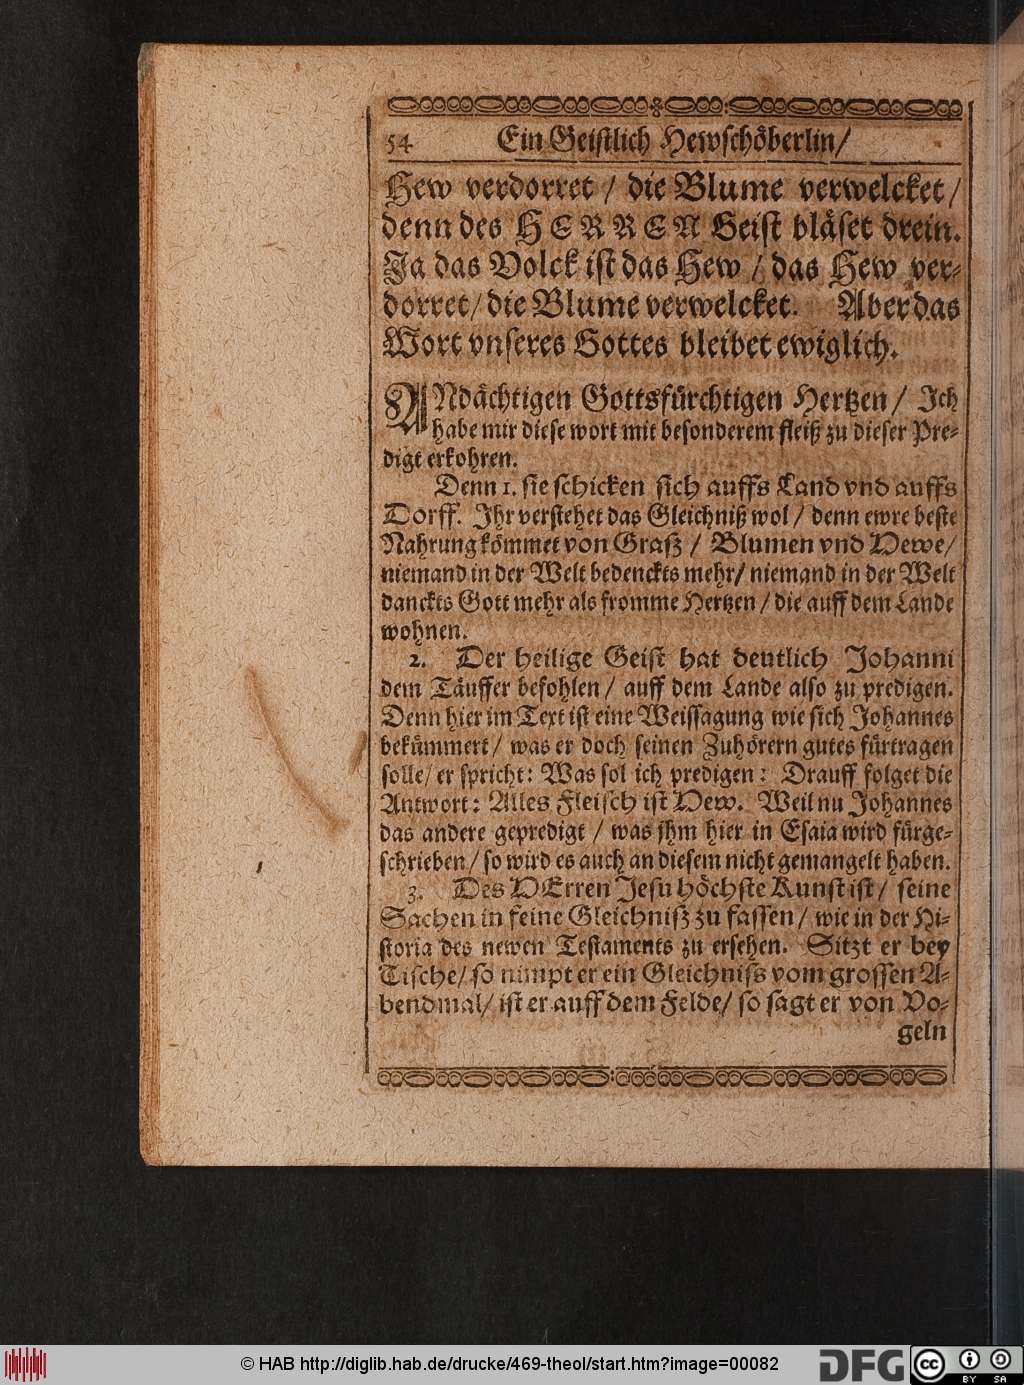 54 Ein Geistlich Hewschöberlin/
Hew verdorret / die Blume verwelcket /
denn des HERREN Geist bläset drein.
Ja das Volck ist das Hew / das Hew ver-
dorret / die Blume verwelcket. Aber das
Wort vnseres Gottes bleibet ewiglich.
ANdächtigen Gottsfürchtigen Hertzen / Ich
habe mir diese wort mit besonderem fleiß zu dieser Pre-
digt erkohren.
Denn 1. sie schicken sich auffs Land vnd auffs
Dorff. Ihr verstehet das Gleichniß wol / denn ewre beste
Nahrung kömmet von Graß / Blumen vnd Hewe /
niemand in der Welt bedenckts mehr / niemand in der Welt
danckts Gott mehr als fromme Hertzen / die auff dem Lande
wohnen.
2. Der heilige Geist hat deutlich Johanni
dem Täuffer befohlen / auff dem Lande also zu predigen.
Denn hier im Text ist eine Weissagung wie sich Johannes
bekümmert / was er doch seinen Zuhörern gutes fürtragen
solle / er spricht: Was sol ich predigen: Drauff folget die
Antwort: Alles Fleisch ist Hew. Weil nu Johannes
das andere gepredigt / was jhm hier in Esaia wird fürge-
schrieben / so wird es auch an diesem nicht gemangelt haben.
3. Des HErren Jesu höchste Kunst ist / seine
Sachen in feine Gleichniß zu fassen / wie in der Hi-
storia des newen Testaments zu ersehen. Sitzt er bey
Tische / so nimpt er ein Gleichniss vom grossen A-
bendmal / ist er auff dem Felde / so sagt er von Vo-
geln
© HAB http://diglib.hab.de/drucke/469-theol/start.htm?image=00082
DFG
cc BY SA